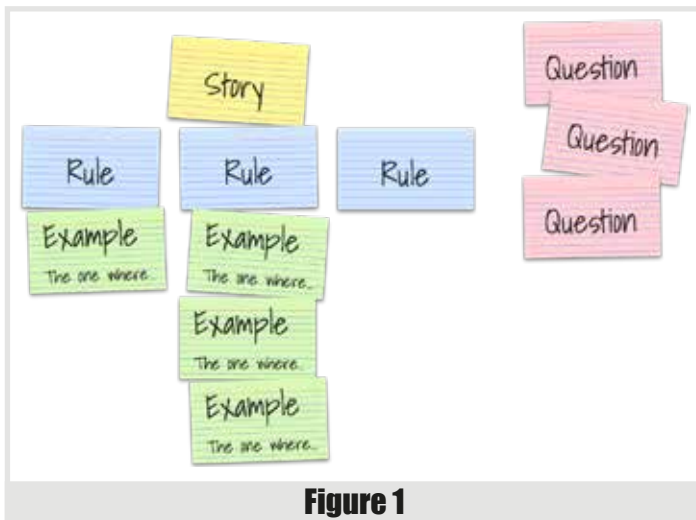 Story
Rule
Rule
Rule
Example
The one where..
Example
The one where...
Example
The one where..
Example
The one where...
Question
Question
Question
Figure 1